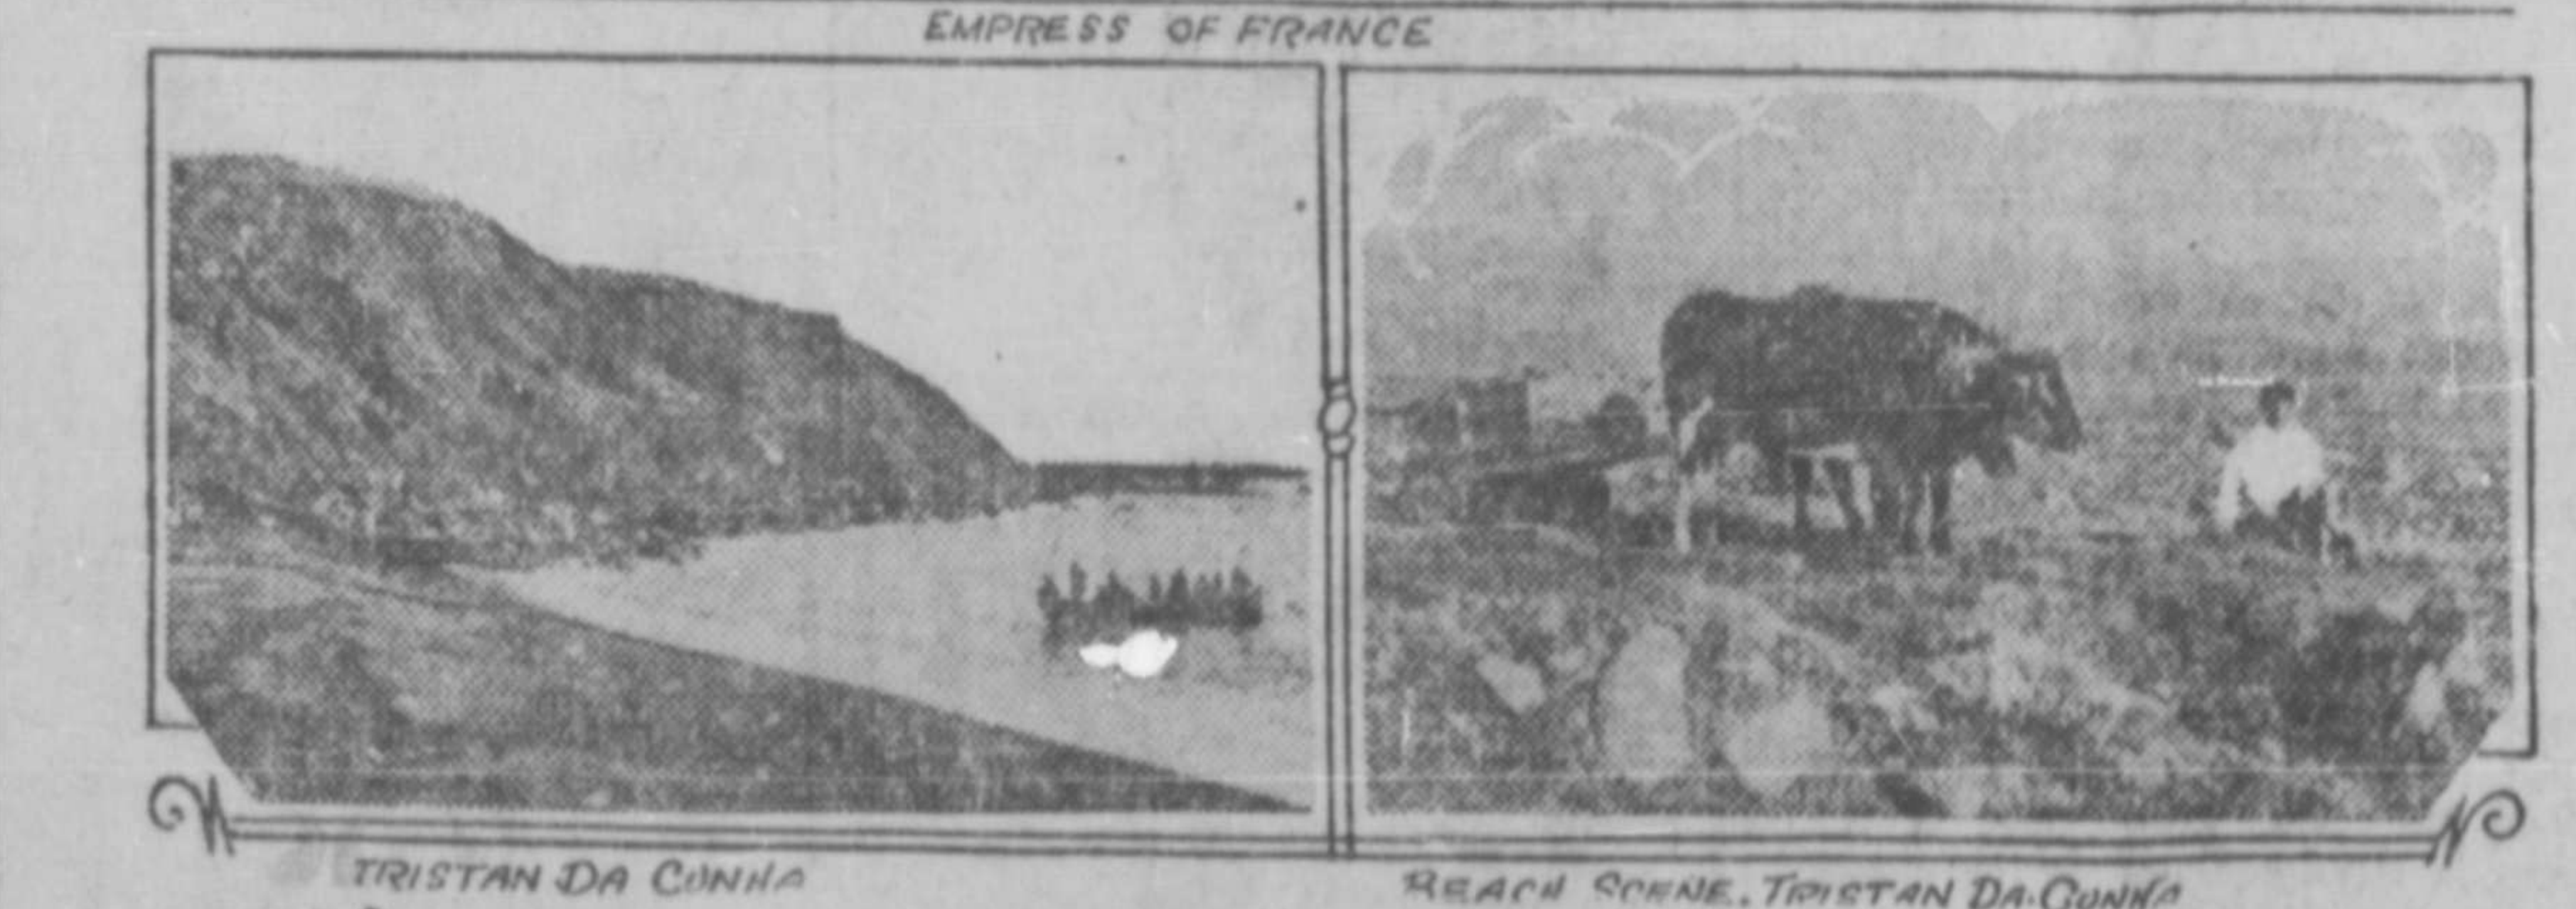 EMPRESS OF FRANCE
TRISTAN DA CUNHA
BEACH SCENE, TRISTAN DA CUNHA